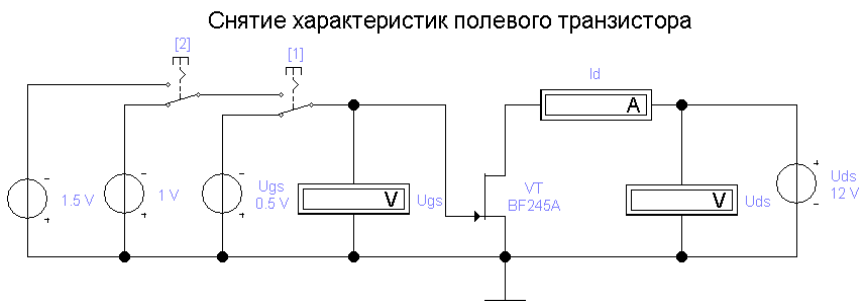 Снятие характеристик полевого транзистора
[2]
[1]
Id
A
1.5 V
1 V
Ugs
0.5 V
V
Ugs
VT
BF245A
V
Uds
Uds
12 V